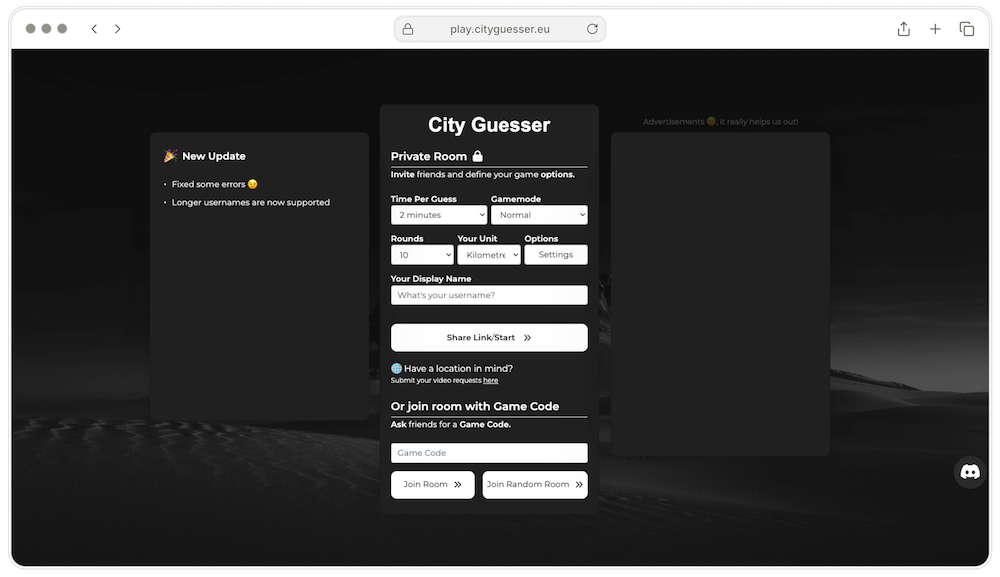 play.cityguesser.eu
City Guesser
Advertisements 😔, It really helps us out!
🎉 New Update
• Fixed some errors 😉
• Longer usernames are now supported
Private Room 🔒
Invite friends and define your game options.
Time Per Guess Gamemode
2 minutes Normal
Rounds Your Unit Options
10 Kilometre Settings
Your Display Name
What's your username?
Share Link/Start »
🌐 Have a location in mind?
Submit your video requests here
Or join room with Game Code
Ask friends for a Game Code.
Game Code
Join Room » Join Random Room »